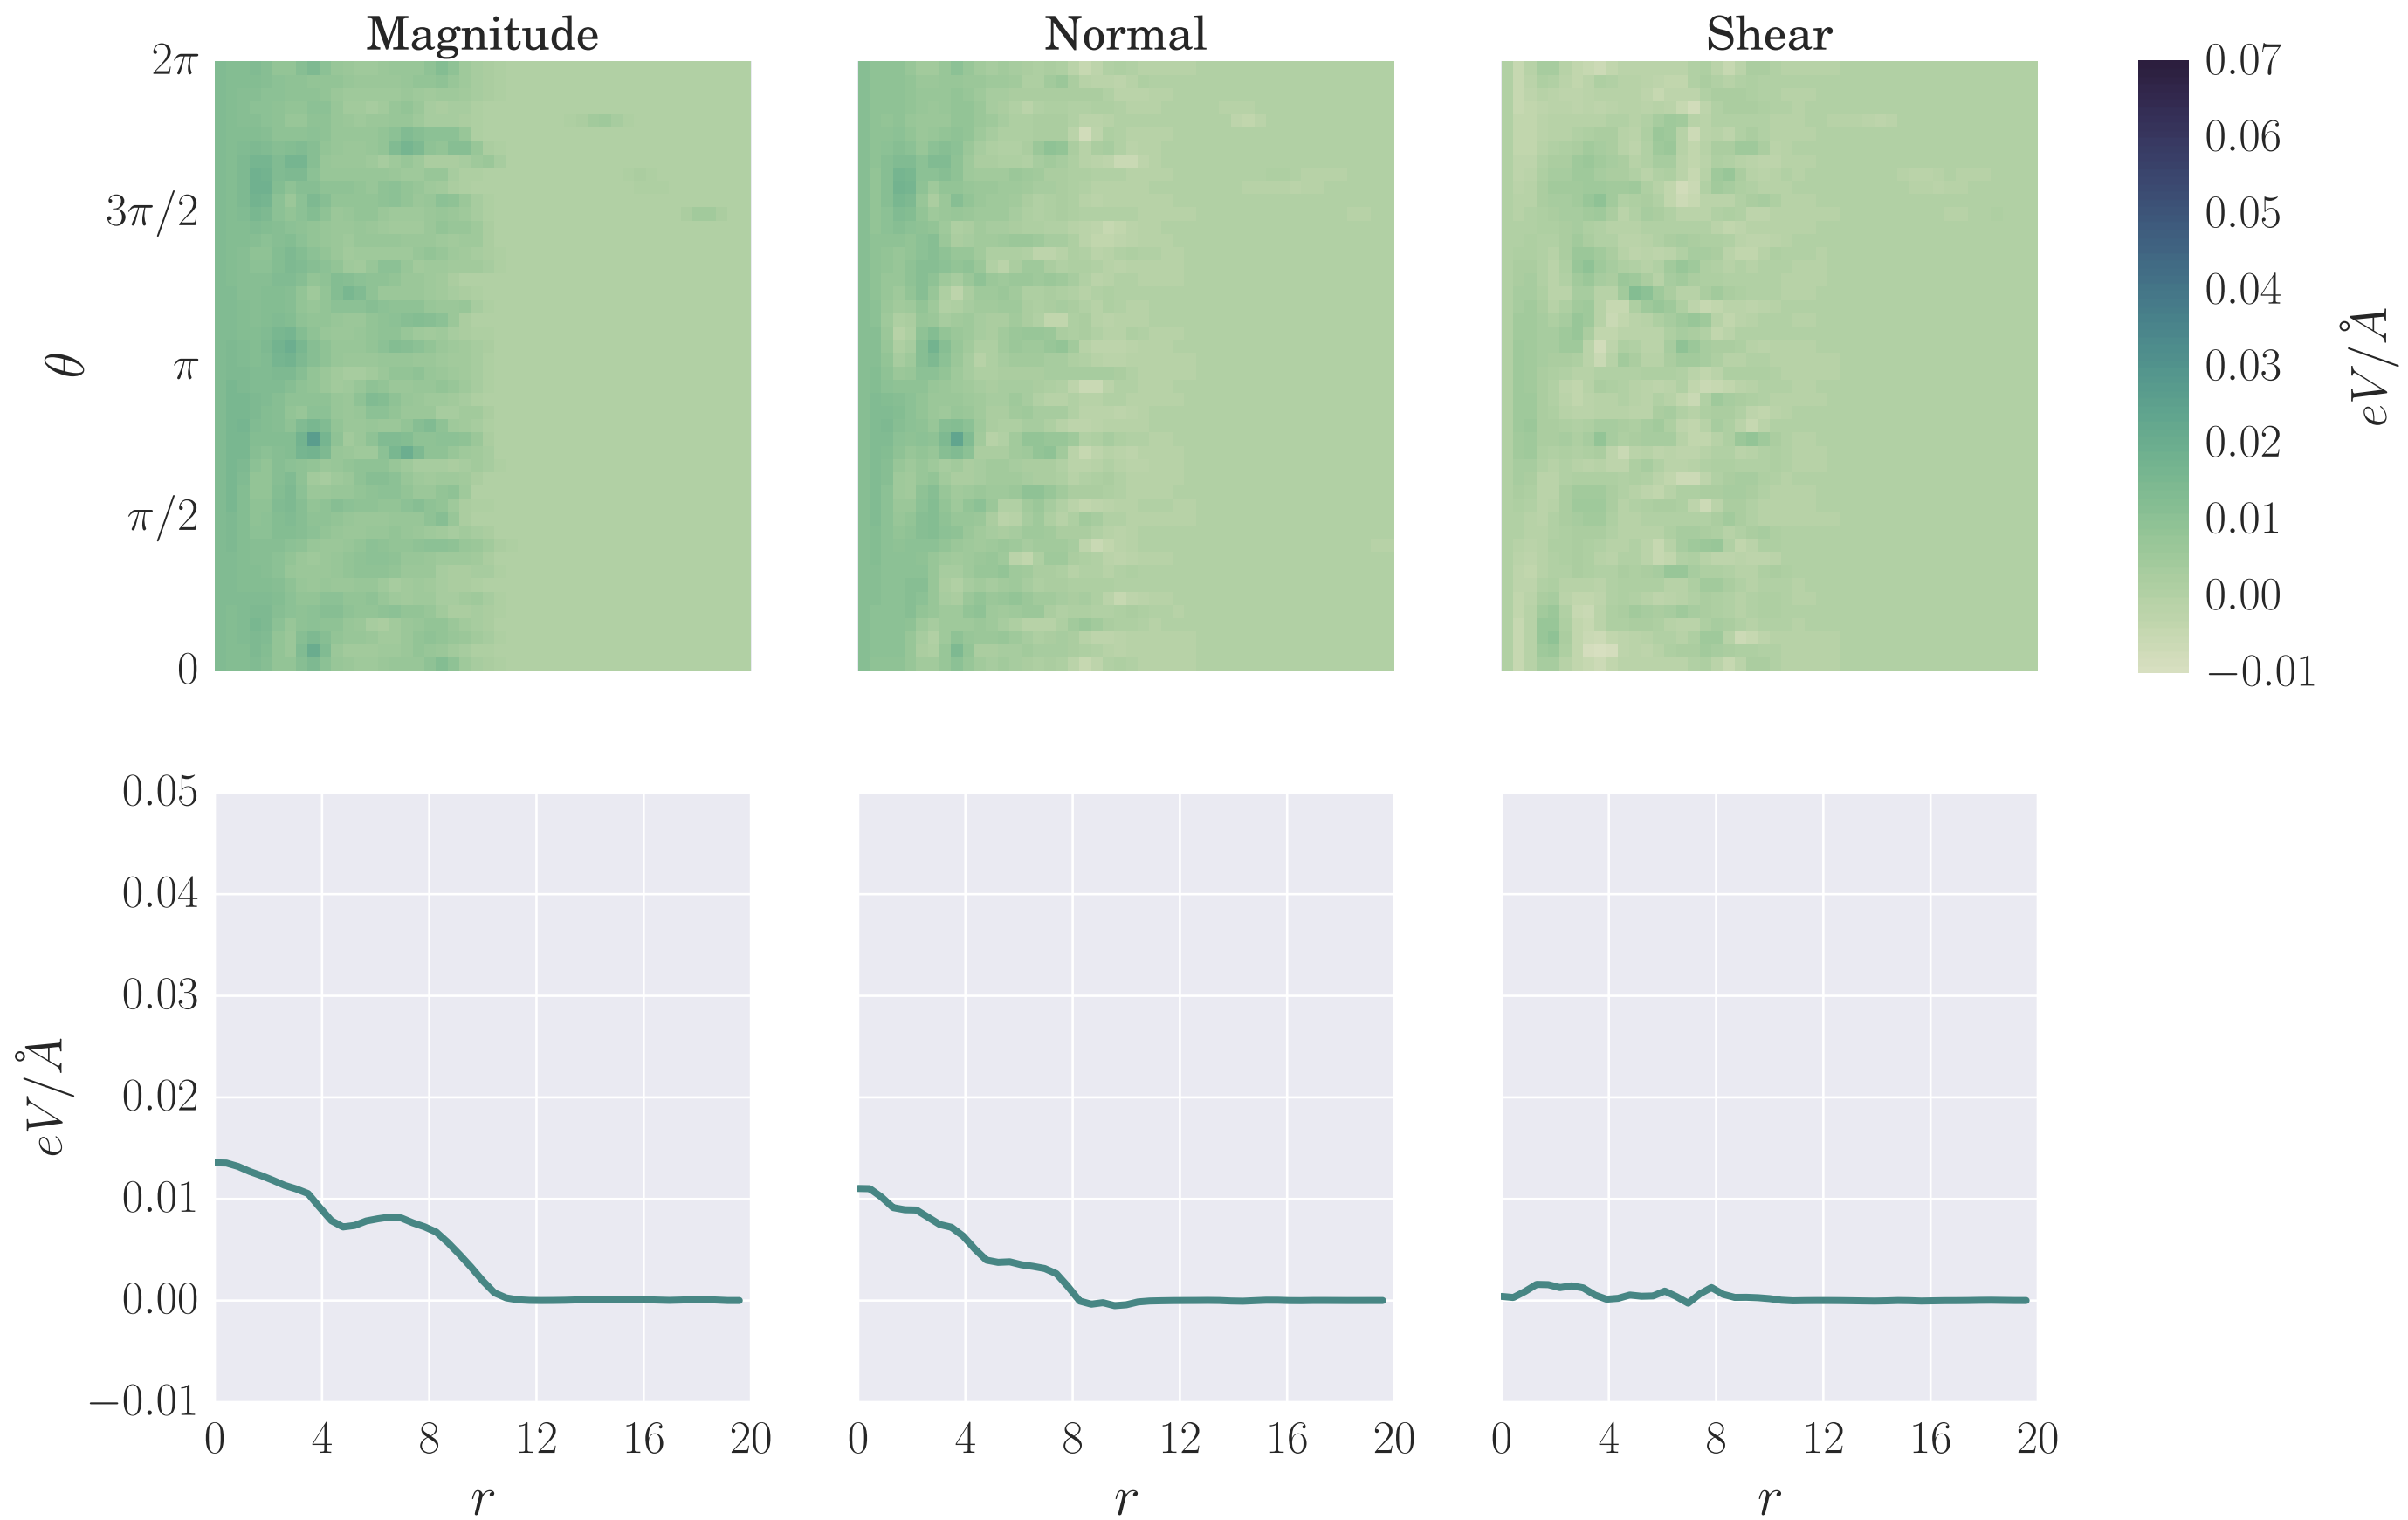 Magnitude Normal Shear
2π
3π/2
π
π/2
0
θ
0.07
0.06
0.05
0.04
0.03
0.02
0.01
0.00
−0.01
eV/Å
0.05
0.04
0.03
0.02
0.01
0.00
−0.01
eV/Å
0 4 8 12 16 20 0 4 8 12 16 20 0 4 8 12 16 20
r r r